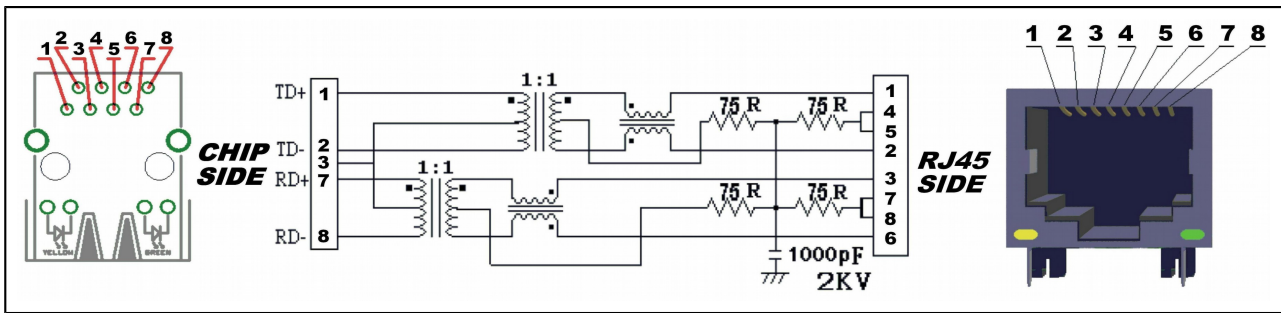 2 4 6 8
1 3 5 7
YELLOW GREEN
CHIP
SIDE
TD+ 1
TD- 2
3
RD+ 7
RD- 8
1:1
1:1
75 R 75 R
75 R 75 R
1000pF
2KV
1
4
5
2
3
7
8
6
RJ45
SIDE
1 2 3 4 5 6 7 8